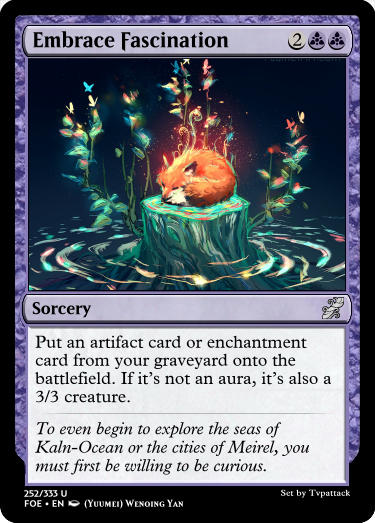 Embrace Fascination 2
Sorcery
Put an artifact card or enchantment
card from your graveyard onto the
battlefield. If it's not an aura, it's also a
3/3 creature.
To even begin to explore the seas of
Kaln-Ocean or the cities of Meirel, you
must first be willing to be curious.
252/333 U
FOE • EN (Yuumei) Wenqing Yan
Set by Tvpattack